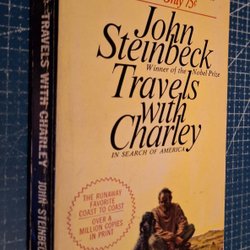 Only 75¢
John
Steinbeck
Winner of the Nobel Prize
Travels
with
Charley
IN SEARCH OF AMERICA
THE RUNAWAY
FAVORITE
COAST TO COAST
OVER A
MILLION COPIES
IN PRINT
TRAVELS WITH CHARLEY
JOHN STEINBECK